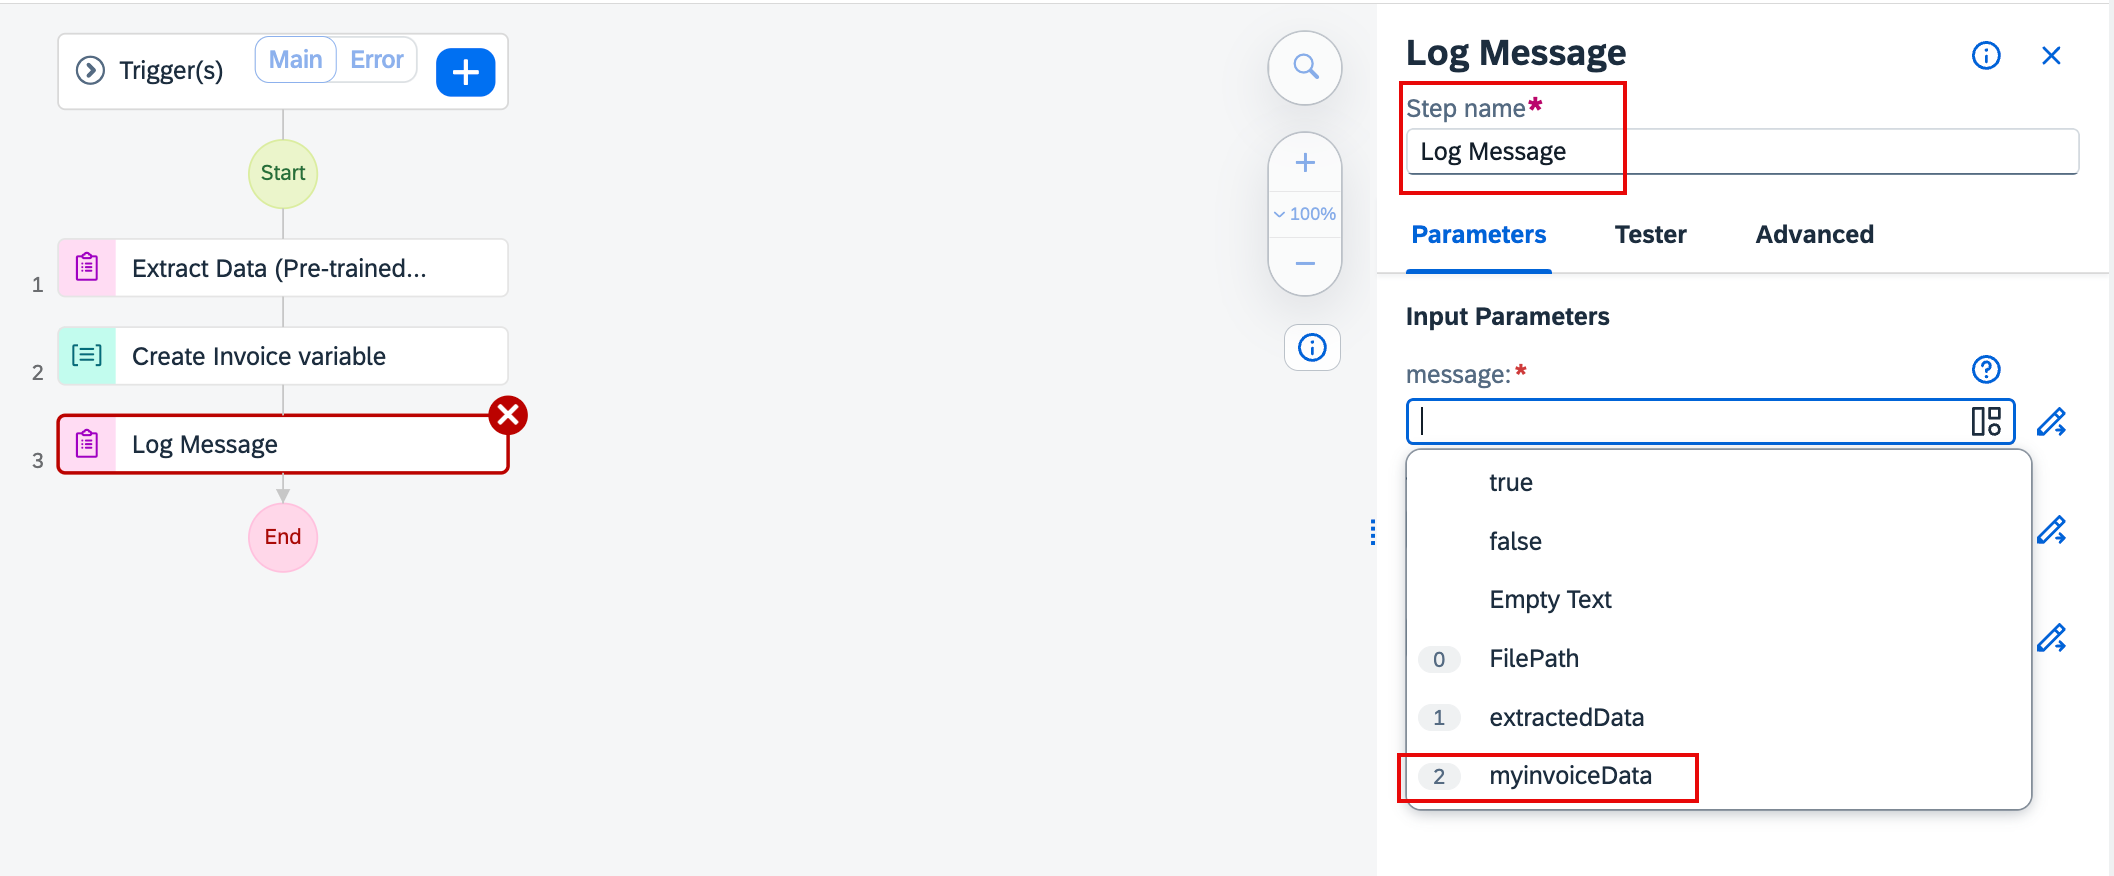 Trigger(s)
Main
Error
Start
1
Extract Data (Pre-trained...
2
Create Invoice variable
3
Log Message
End
100%
Log Message
Step name*
Log Message
Parameters
Tester
Advanced
Input Parameters
message:*
true
false
Empty Text
0 FilePath
1 extractedData
2 myinvoiceData